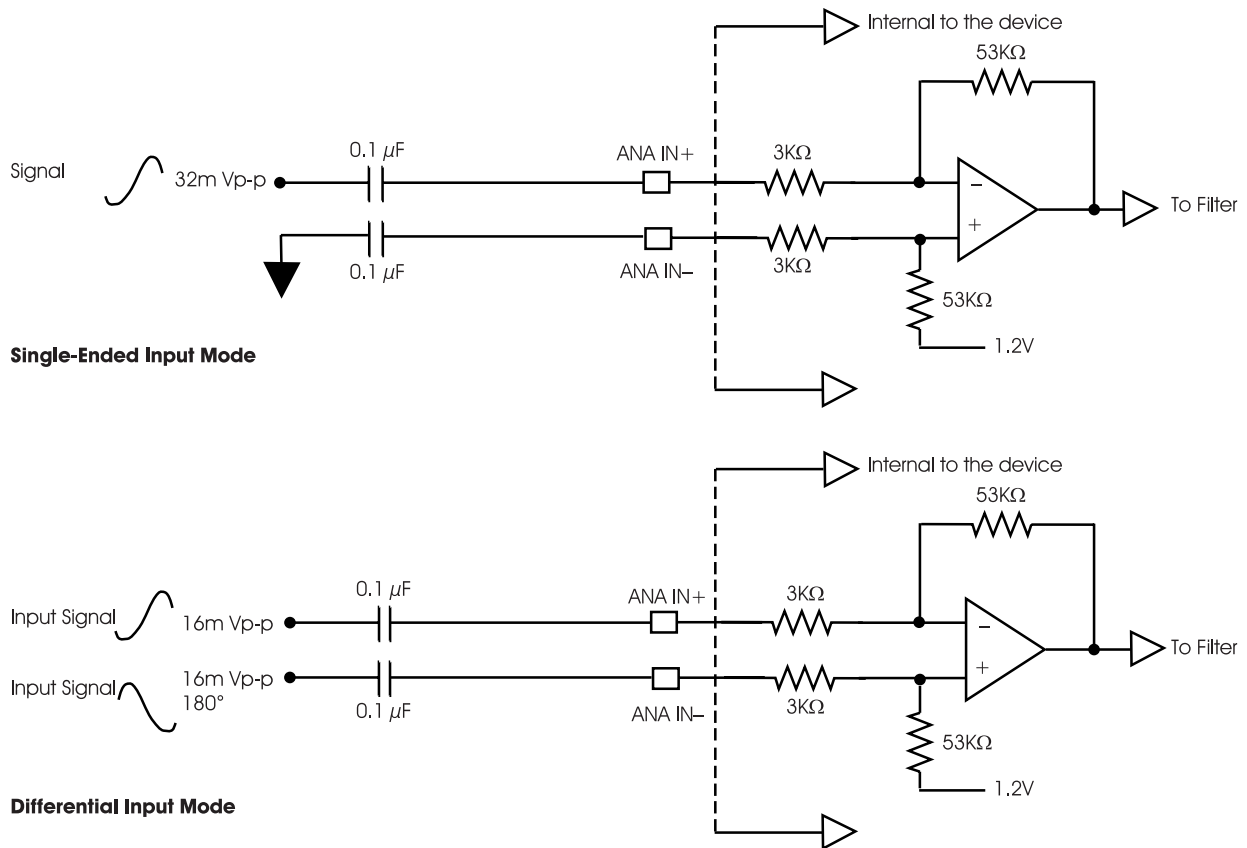 Internal to the device
53KΩ
0.1 µF
ANA IN+
3KΩ
Signal
32m Vp-p
−
To Filter
+
0.1 µF
ANA IN−
3KΩ
53KΩ
1.2V
Single-Ended Input Mode
Internal to the device
53KΩ
0.1 µF
ANA IN+
3KΩ
Input Signal
16m Vp-p
−
To Filter
Input Signal
16m Vp-p
180°
+
0.1 µF
ANA IN−
3KΩ
53KΩ
1.2V
Differential Input Mode